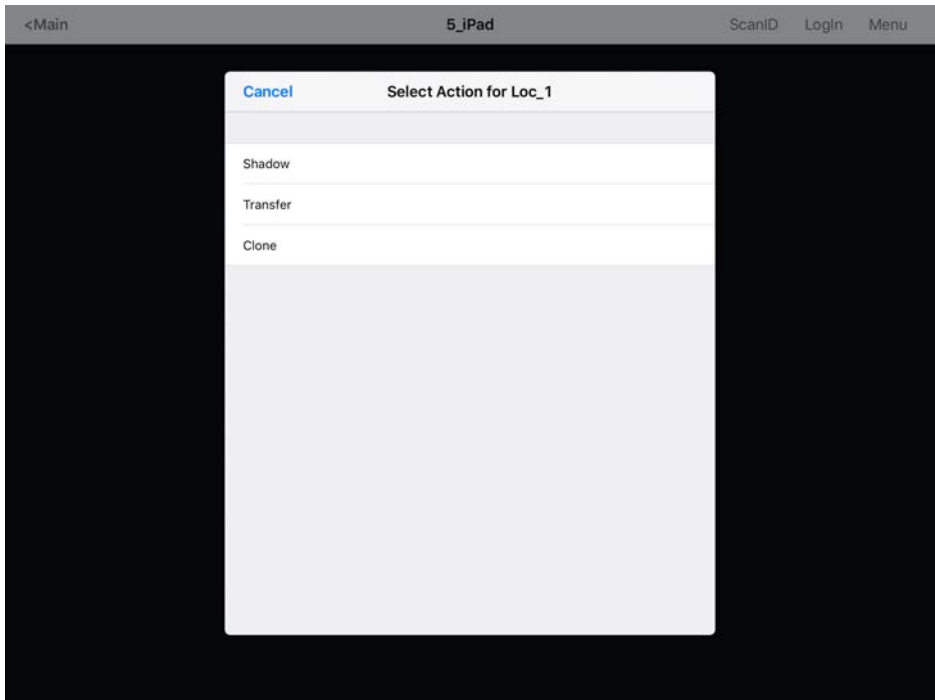 <Main 5_iPad ScanID LogIn Menu
Cancel Select Action for Loc_1
Shadow
Transfer
Clone